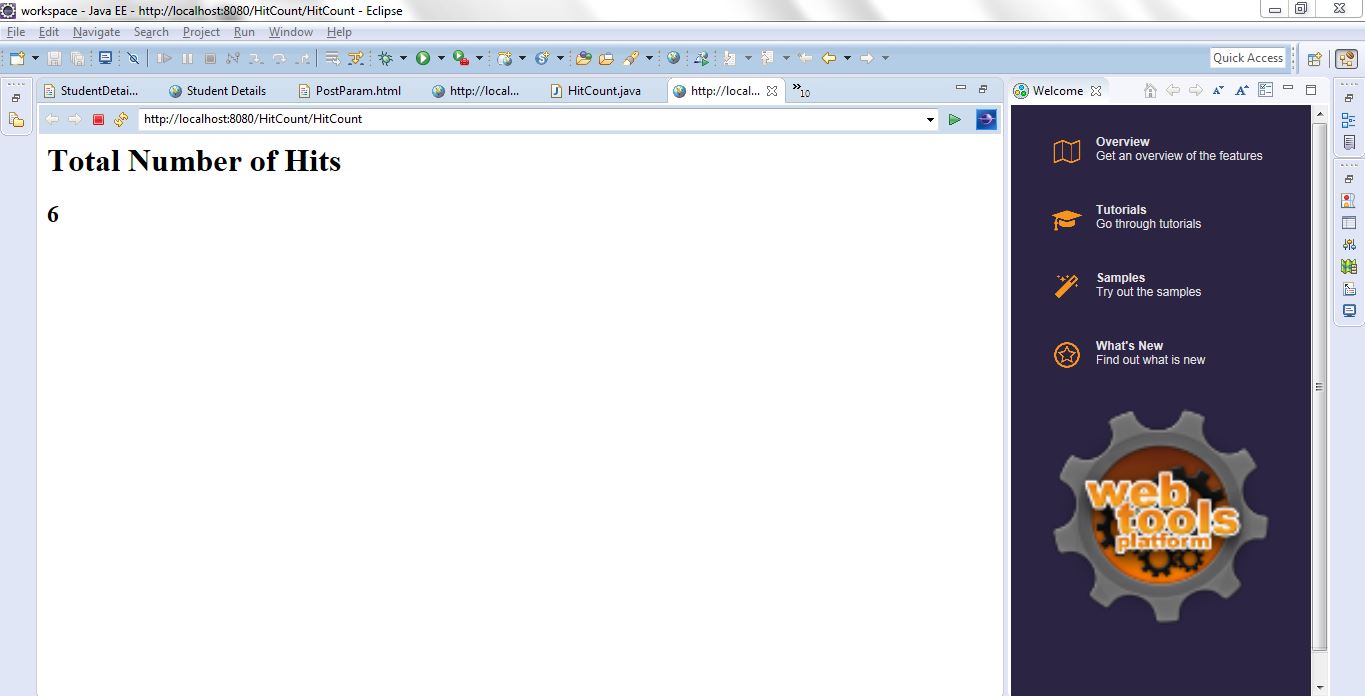 workspace - Java EE - http://localhost:8080/HitCount/HitCount - Eclipse
File Edit Navigate Search Project Run Window Help
Quick Access
StudentDetai... Student Details PostParam.html http://local... HitCount.java http://local... »10
Welcome
http://localhost:8080/HitCount/HitCount
Total Number of Hits
6
Overview
Get an overview of the features
Tutorials
Go through tutorials
Samples
Try out the samples
What's New
Find out what is new
web
tools
platform